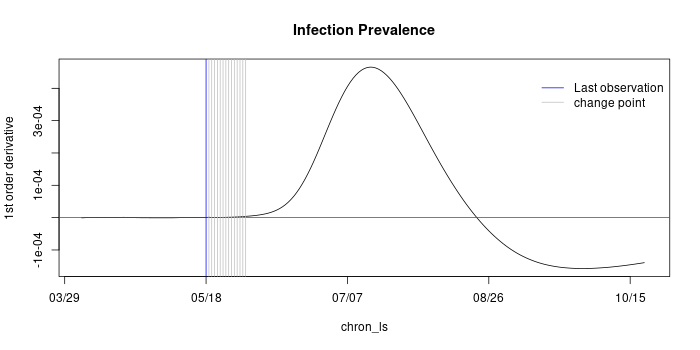 Infection Prevalence
1st order derivative
3e-04
1e-04
-1e-04
Last observation
change point
03/29 05/18 07/07 08/26 10/15
chron_ls